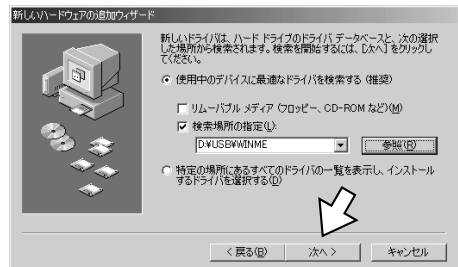 新しいハードウェアの追加ウィザード
新しいドライバは、ハード ドライブのドライバ データベースと、次の選択
した場所から検索されます。検索を開始するには、[次へ] をクリックし
てください。
使用中のデバイスに最適なドライバを検索する (推奨)
リムーバブル メディア (フロッピー、CD-ROM など)(M)
検索場所の指定(L):
D:¥USB¥WINME
参照(R)
特定の場所にあるすべてのドライバの一覧を表示し、インストール
するドライバを選択する(D)
< 戻る(B)
次へ >
キャンセル